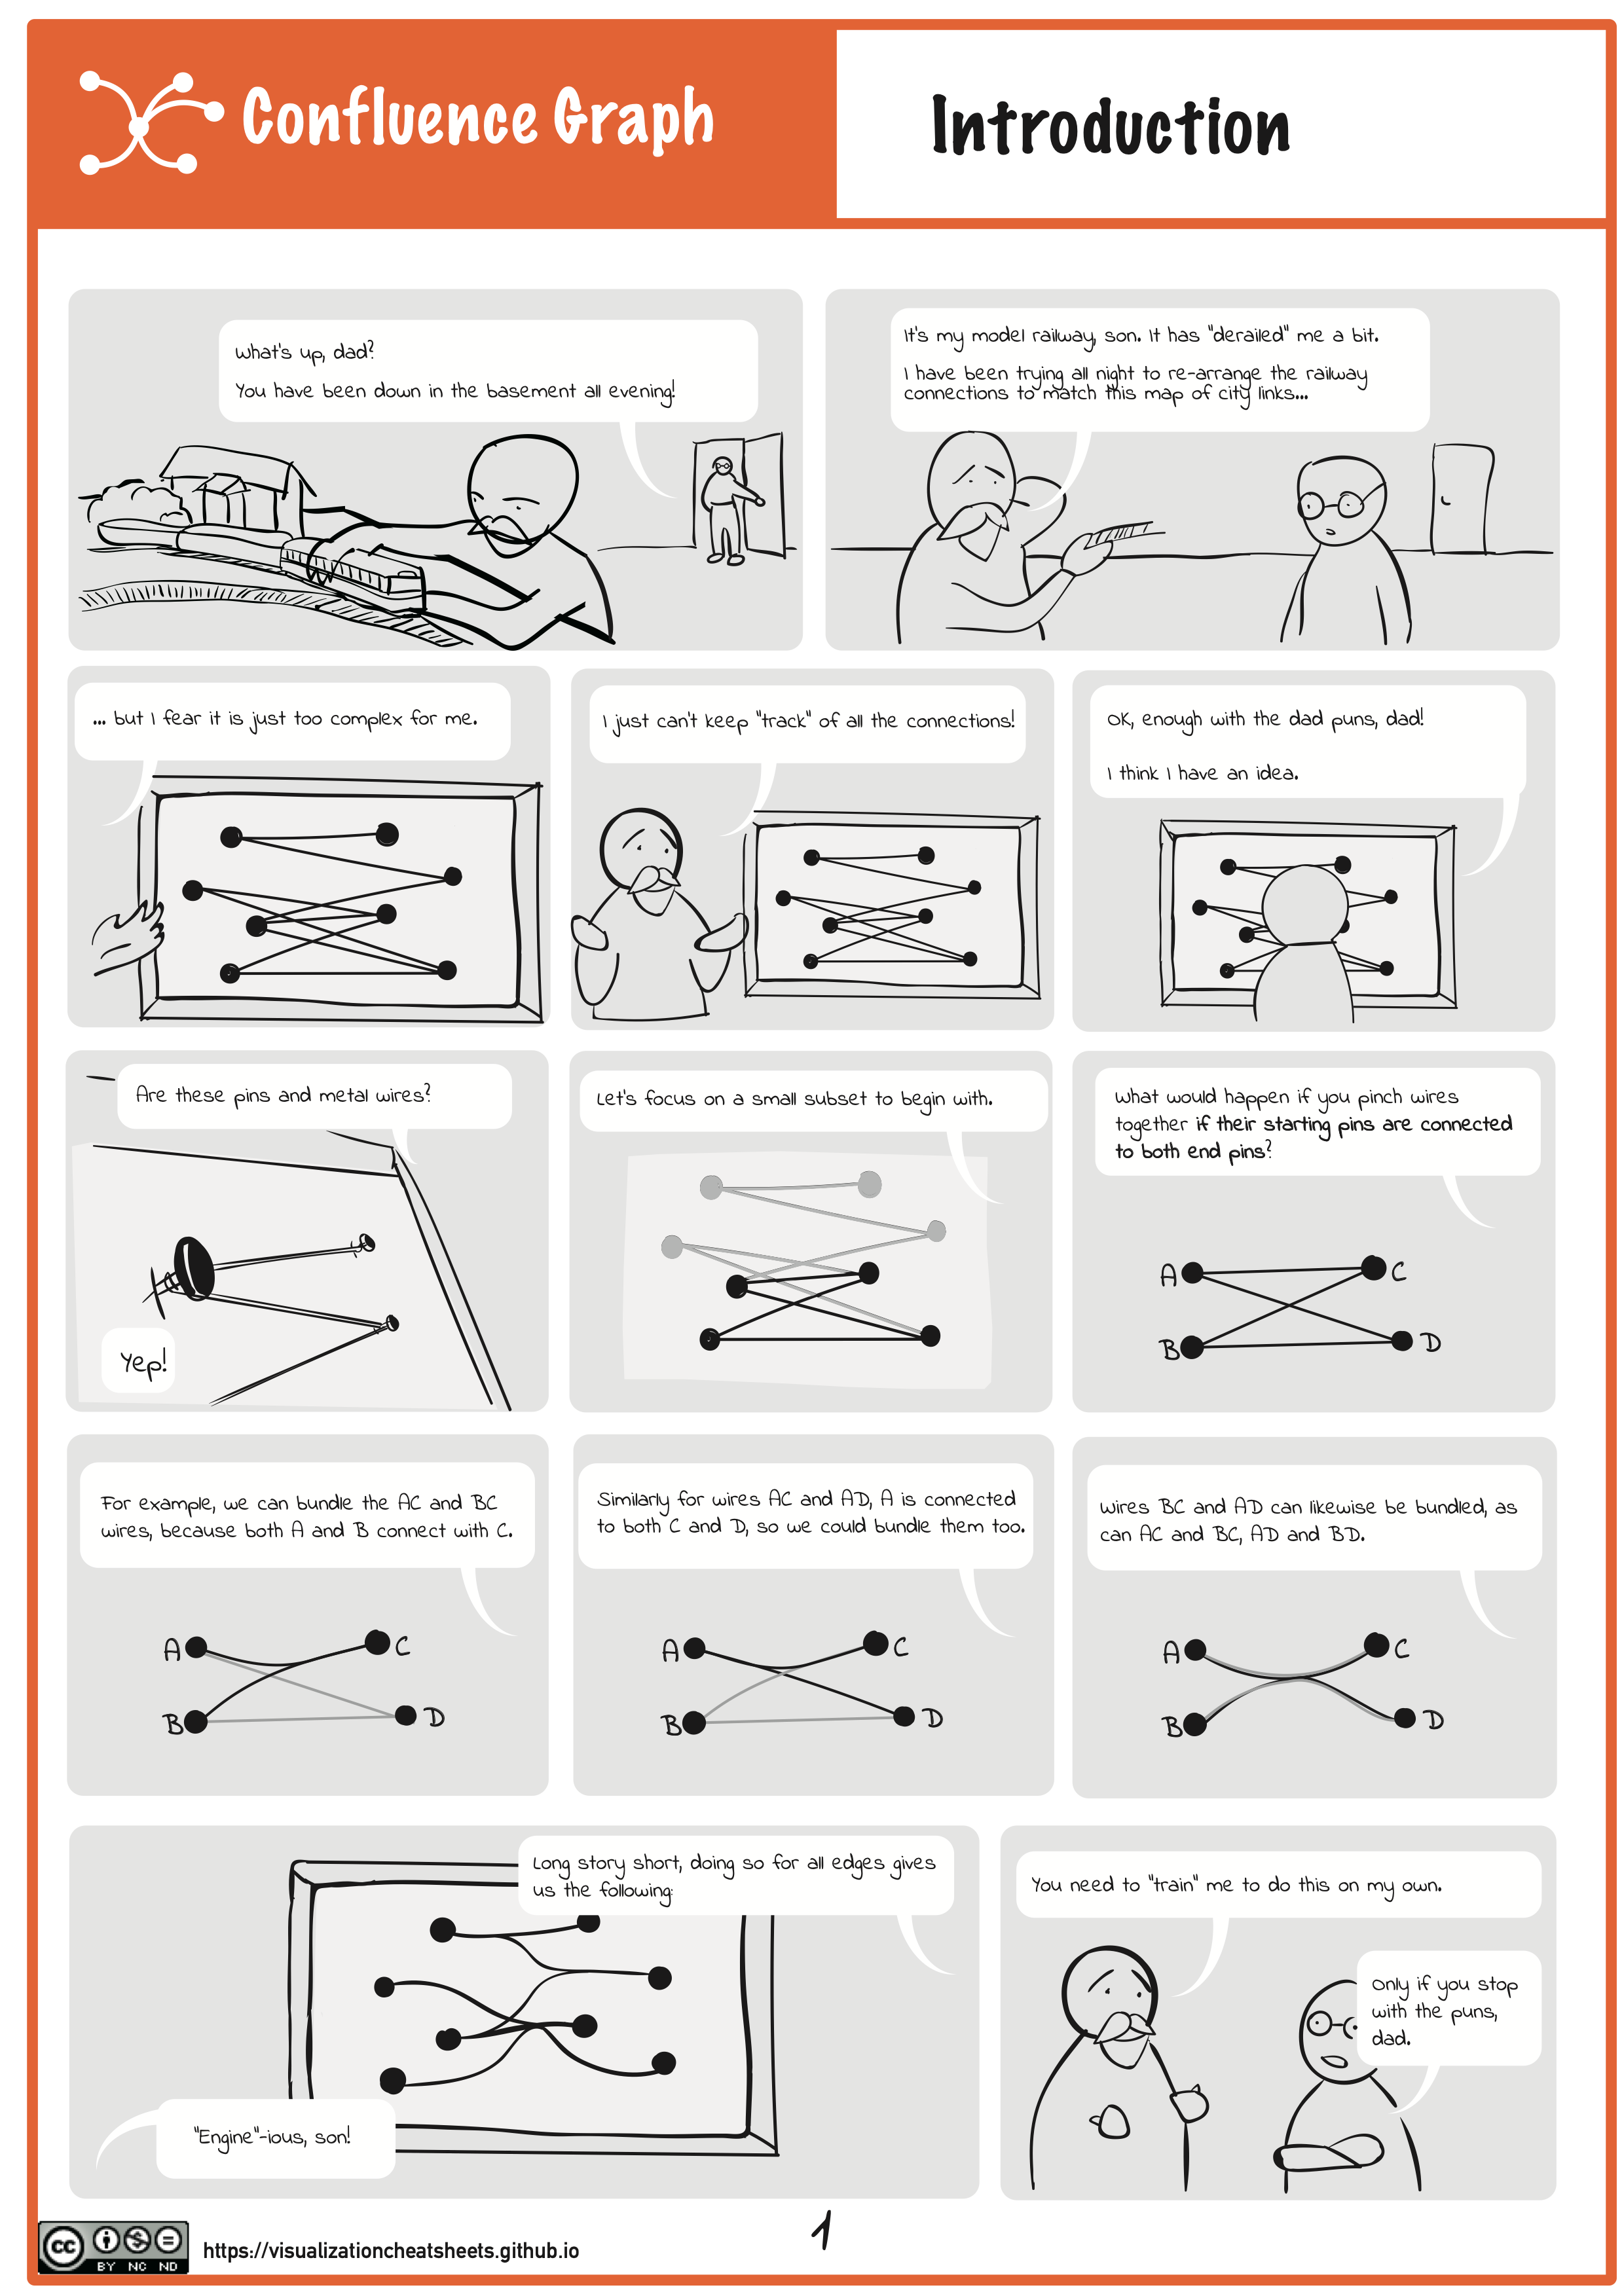 Confluence Graph
Introduction
What's up, dad?
You have been down in the basement all evening!
It's my model railway, son. It has "derailed" me a bit.
I have been trying all night to re-arrange the railway
connections to match this map of city links...
... but I fear it is just too complex for me.
I just can't keep "track" of all the connections!
OK, enough with the dad puns, dad!
I think I have an idea.
Are these pins and metal wires?
Yep!
Let's focus on a small subset to begin with.
What would happen if you pinch wires
together if their starting pins are connected
to both end pins?
A
C
B
D
For example, we can bundle the AC and BC
wires, because both A and B connect with C.
A
C
B
D
Similarly for wires AC and AD, A is connected
to both C and D, so we could bundle them too.
A
C
B
D
Wires BC and AD can likewise be bundled, as
can AC and BC, AD and BD.
A
C
B
D
Long story short, doing so for all edges gives
us the following:
"Engine"-ious, son!
You need to "train" me to do this on my own.
Only if you stop
with the puns,
dad.
cc
BY NC ND
https://visualizationcheatsheets.github.io
1